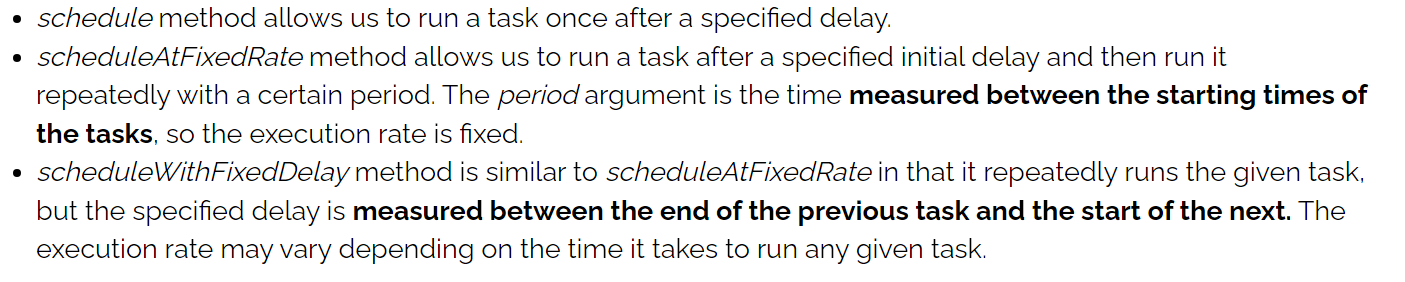 • schedule method allows us to run a task once after a specified delay.
• scheduleAtFixedRate method allows us to run a task after a specified initial delay and then run it
repeatedly with a certain period. The period argument is the time measured between the starting times of
the tasks, so the execution rate is fixed.
• scheduleWithFixedDelay method is similar to scheduleAtFixedRate in that it repeatedly runs the given task,
but the specified delay is measured between the end of the previous task and the start of the next. The
execution rate may vary depending on the time it takes to run any given task.